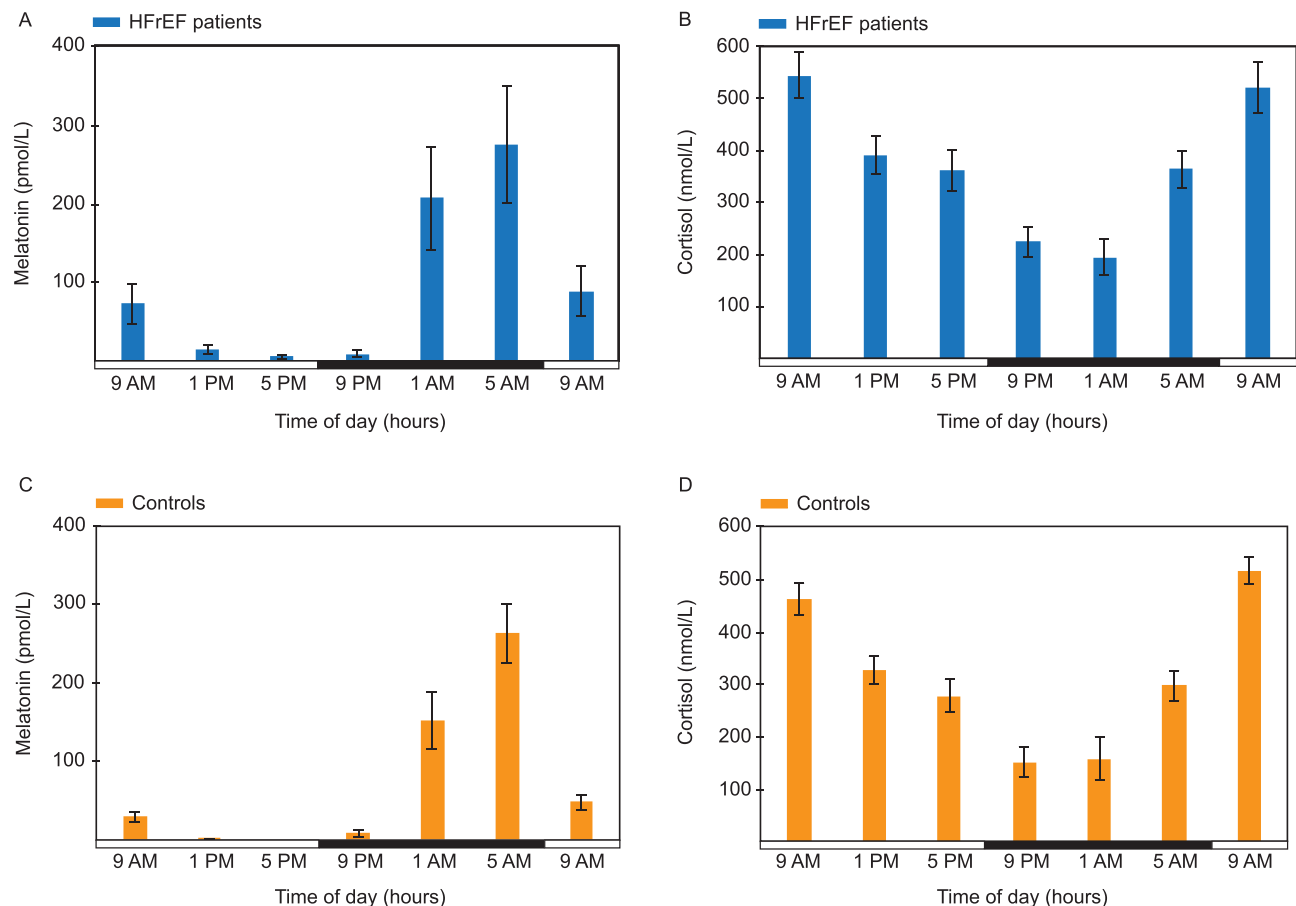 A
HFrEF patients
400
300
200
100
Melatonin (pmol/L)
9 AM 1 PM 5 PM 9 PM 1 AM 5 AM 9 AM
Time of day (hours)
B
HFrEF patients
600
500
400
300
200
100
Cortisol (nmol/L)
9 AM 1 PM 5 PM 9 PM 1 AM 5 AM 9 AM
Time of day (hours)
C
Controls
400
300
200
100
Melatonin (pmol/L)
9 AM 1 PM 5 PM 9 PM 1 AM 5 AM 9 AM
Time of day (hours)
D
Controls
600
500
400
300
200
100
Cortisol (nmol/L)
9 AM 1 PM 5 PM 9 PM 1 AM 5 AM 9 AM
Time of day (hours)